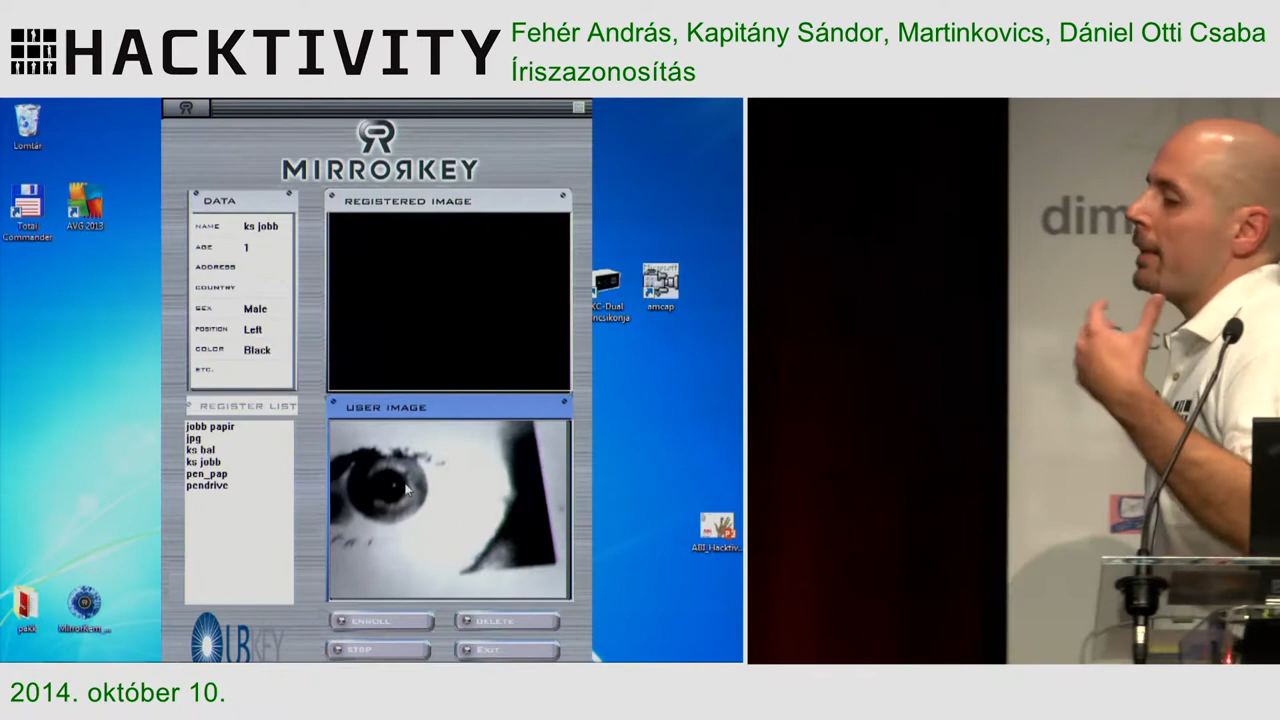 HACKTIVITY
Fehér András, Kapitány Sándor, Martinkovics, Dániel Otti Csaba
Íriszazonosítás
Lomtár
Total Commander
AVG 2013
MIRRORKEY
DATA
NAME ks jobb
AGE 1
ADDRESS
COUNTRY
SEX Male
POSITION Left
COLOR Black
ETC.
REGISTERED IMAGE
REGISTER LIST
jobb papir
jpg
ks bal
ks jobb
pen_pap
pendrive
USER IMAGE
ENROLL
DELETE
STOP
EXIT
amcap
ABI_Hacktiv...
dim
2014. október 10.